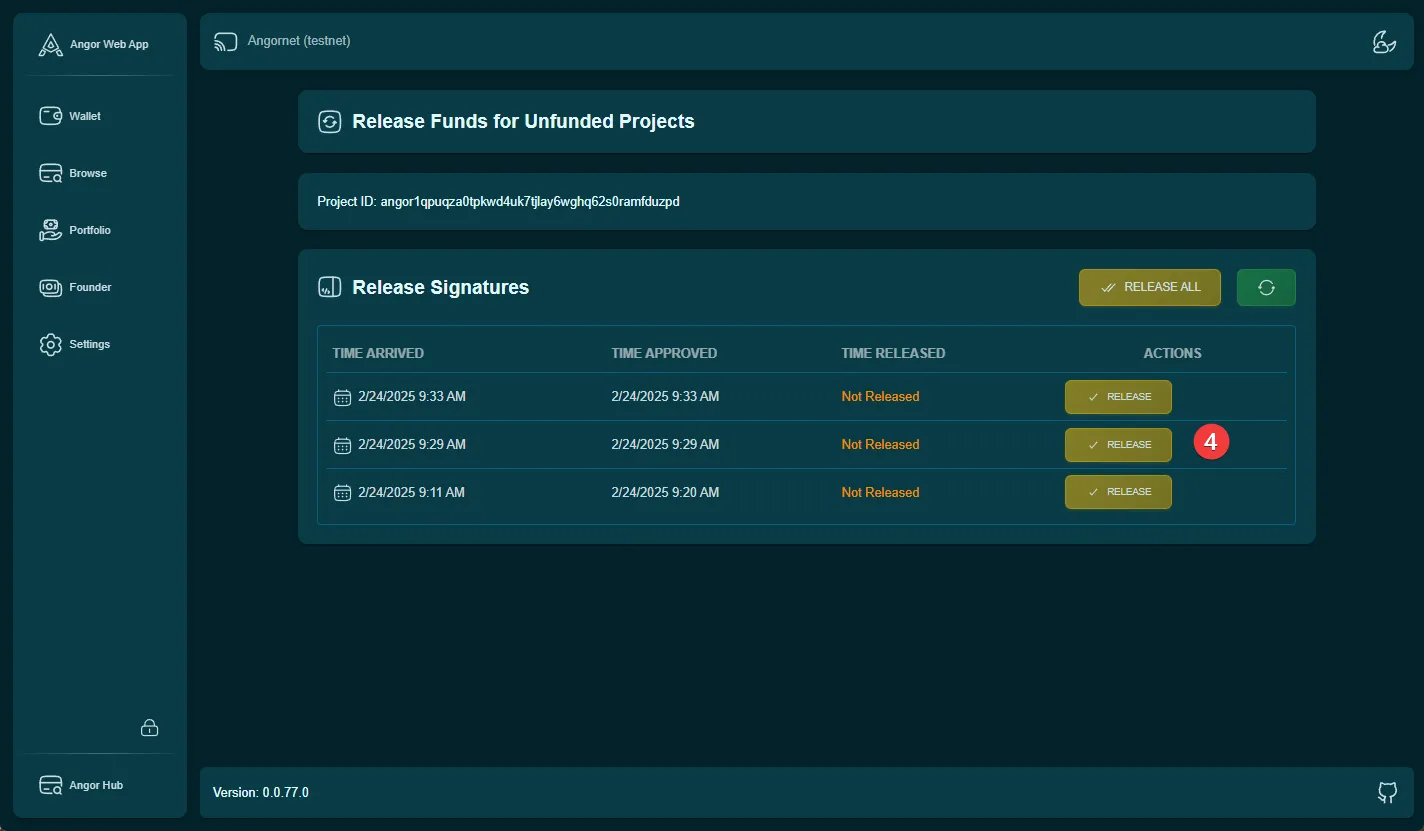 Angor Web App
Angornet (testnet)
Wallet
Browse
Portfolio
Founder
Settings
Angor Hub
Release Funds for Unfunded Projects
Project ID: angor1qpuqza0tpkwd4uk7tjlay6wghq62s0ramfduzpd
Release Signatures
RELEASE ALL
TIME ARRIVED TIME APPROVED TIME RELEASED ACTIONS
2/24/2025 9:33 AM 2/24/2025 9:33 AM Not Released RELEASE
2/24/2025 9:29 AM 2/24/2025 9:29 AM Not Released RELEASE 4
2/24/2025 9:11 AM 2/24/2025 9:20 AM Not Released RELEASE
Version: 0.0.77.0